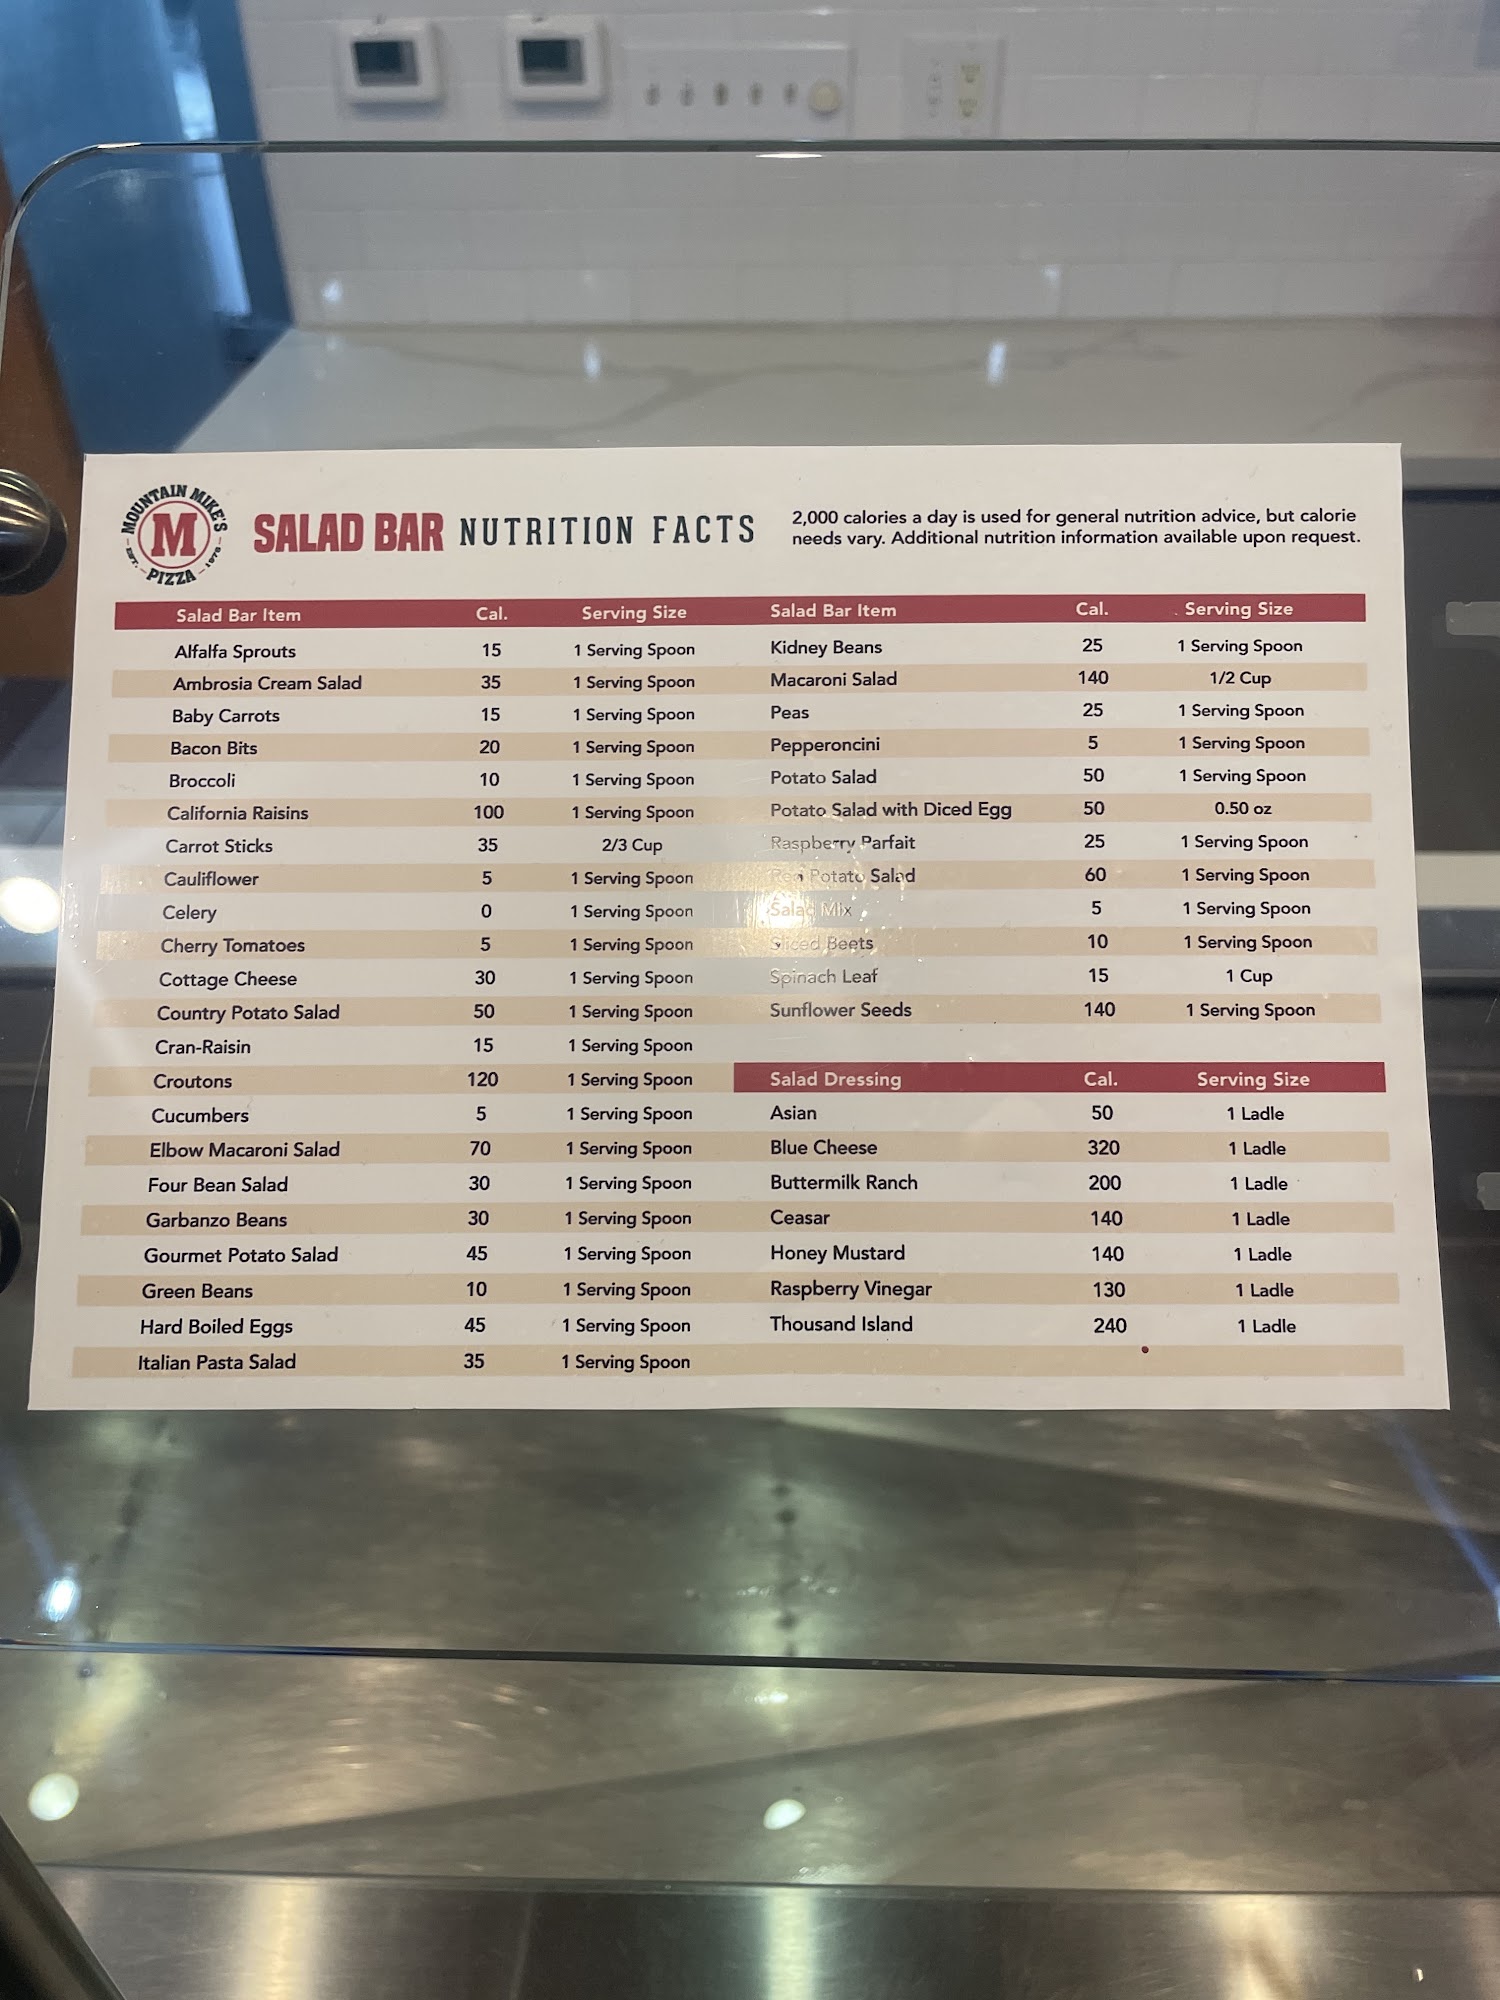 MOUNTAIN MIKE'S
M
EST. 1978
PIZZA
SALAD BAR NUTRITION FACTS
2,000 calories a day is used for general nutrition advice, but calorie
needs vary. Additional nutrition information available upon request.
Salad Bar Item Cal. Serving Size
Alfalfa Sprouts 15 1 Serving Spoon
Ambrosia Cream Salad 35 1 Serving Spoon
Baby Carrots 15 1 Serving Spoon
Bacon Bits 20 1 Serving Spoon
Broccoli 10 1 Serving Spoon
California Raisins 100 1 Serving Spoon
Carrot Sticks 35 2/3 Cup
Cauliflower 5 1 Serving Spoon
Celery 0 1 Serving Spoon
Cherry Tomatoes 5 1 Serving Spoon
Cottage Cheese 30 1 Serving Spoon
Country Potato Salad 50 1 Serving Spoon
Cran-Raisin 15 1 Serving Spoon
Croutons 120 1 Serving Spoon
Cucumbers 5 1 Serving Spoon
Elbow Macaroni Salad 70 1 Serving Spoon
Four Bean Salad 30 1 Serving Spoon
Garbanzo Beans 30 1 Serving Spoon
Gourmet Potato Salad 45 1 Serving Spoon
Green Beans 10 1 Serving Spoon
Hard Boiled Eggs 45 1 Serving Spoon
Italian Pasta Salad 35 1 Serving Spoon
Salad Bar Item Cal. Serving Size
Kidney Beans 25 1 Serving Spoon
Macaroni Salad 140 1/2 Cup
Peas 25 1 Serving Spoon
Pepperoncini 5 1 Serving Spoon
Potato Salad 50 1 Serving Spoon
Potato Salad with Diced Egg 50 0.50 oz
Raspberry Parfait 25 1 Serving Spoon
Potato Salad 60 1 Serving Spoon
Salad Mix 5 1 Serving Spoon
Sliced Beets 10 1 Serving Spoon
Spinach Leaf 15 1 Cup
Sunflower Seeds 140 1 Serving Spoon
Salad Dressing Cal. Serving Size
Asian 50 1 Ladle
Blue Cheese 320 1 Ladle
Buttermilk Ranch 200 1 Ladle
Ceasar 140 1 Ladle
Honey Mustard 140 1 Ladle
Raspberry Vinegar 130 1 Ladle
Thousand Island 240 1 Ladle